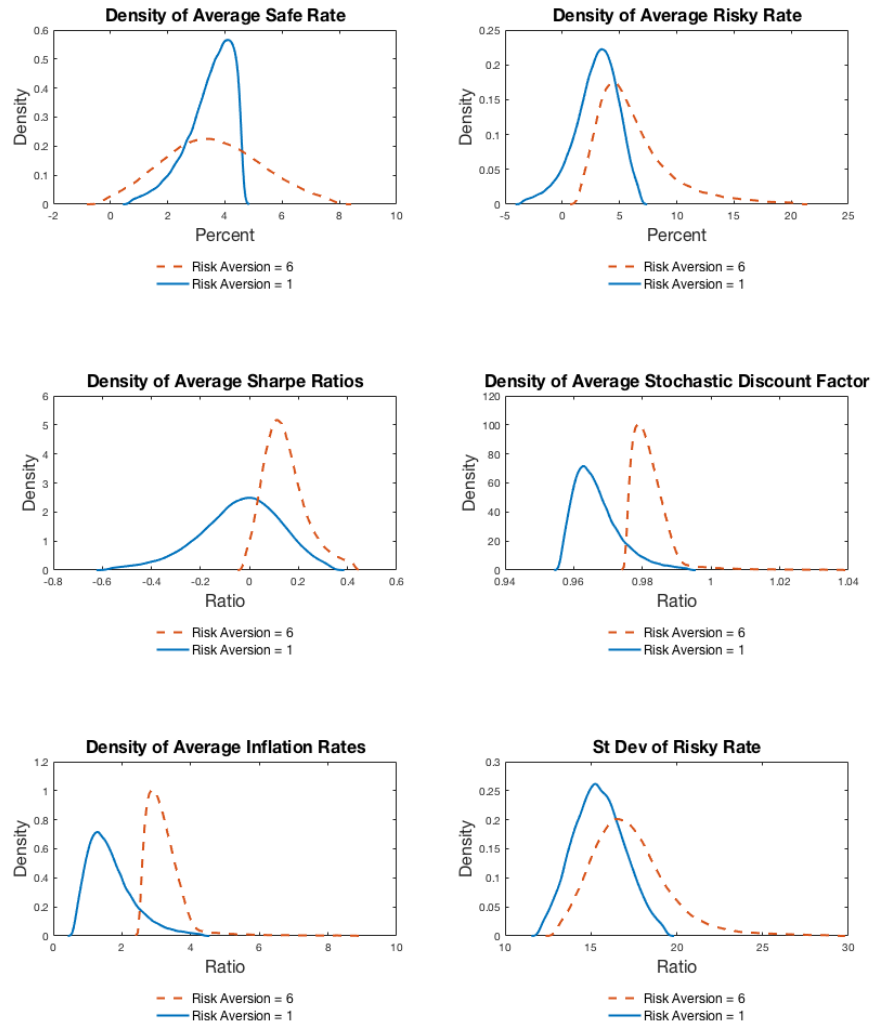 Density of Average Safe Rate
0.6
0.5
0.4
0.3
0.2
0.1
0
Density
-2 0 2 4 6 8 10
Percent
Risk Aversion = 6
Risk Aversion = 1
Density of Average Risky Rate
0.25
0.2
0.15
0.1
0.05
0
Density
-5 0 5 10 15 20 25
Percent
Risk Aversion = 6
Risk Aversion = 1
Density of Average Sharpe Ratios
6
5
4
3
2
1
0
Density
-0.8 -0.6 -0.4 -0.2 0 0.2 0.4 0.6
Ratio
Risk Aversion = 6
Risk Aversion = 1
Density of Average Stochastic Discount Factor
120
100
80
60
40
20
0
Density
0.94 0.96 0.98 1 1.02 1.04
Ratio
Risk Aversion = 6
Risk Aversion = 1
Density of Average Inflation Rates
1.2
1
0.8
0.6
0.4
0.2
0
Density
0 2 4 6 8 10
Ratio
Risk Aversion = 6
Risk Aversion = 1
St Dev of Risky Rate
0.3
0.25
0.2
0.15
0.1
0.05
0
Density
10 15 20 25 30
Ratio
Risk Aversion = 6
Risk Aversion = 1